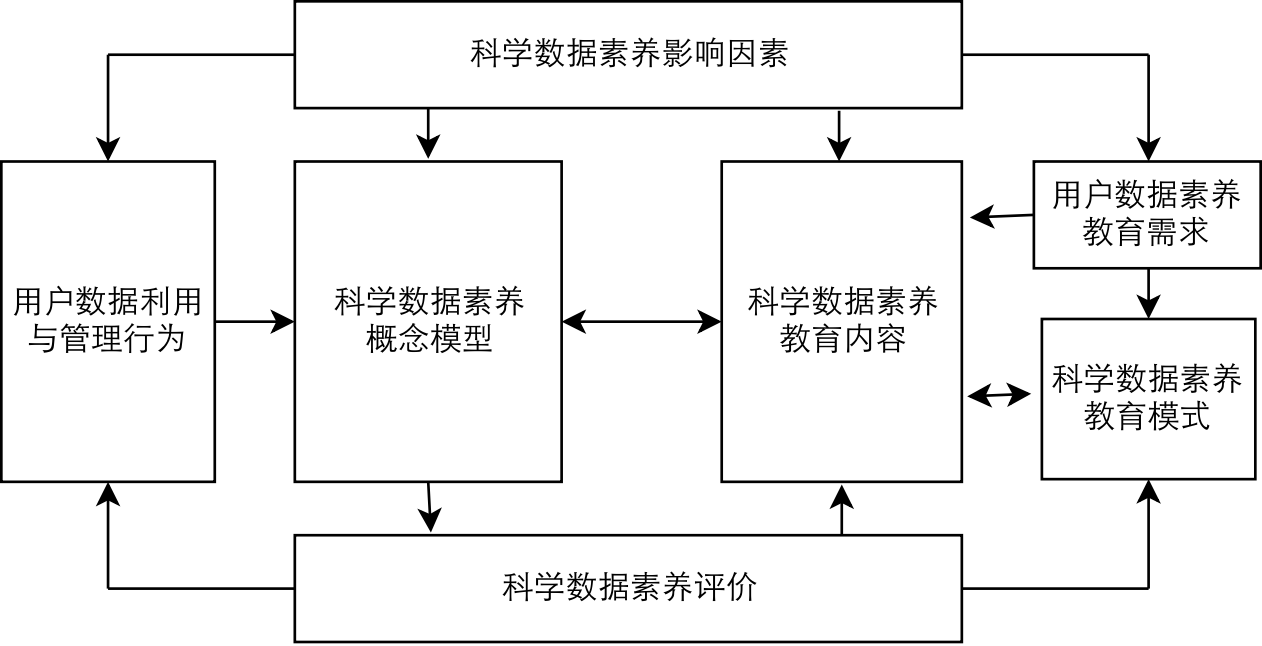 科学数据素养影响因素
用户数据利用
与管理行为
科学数据素养
概念模型
科学数据素养
教育内容
用户数据素养
教育需求
科学数据素养
教育模式
科学数据素养评价